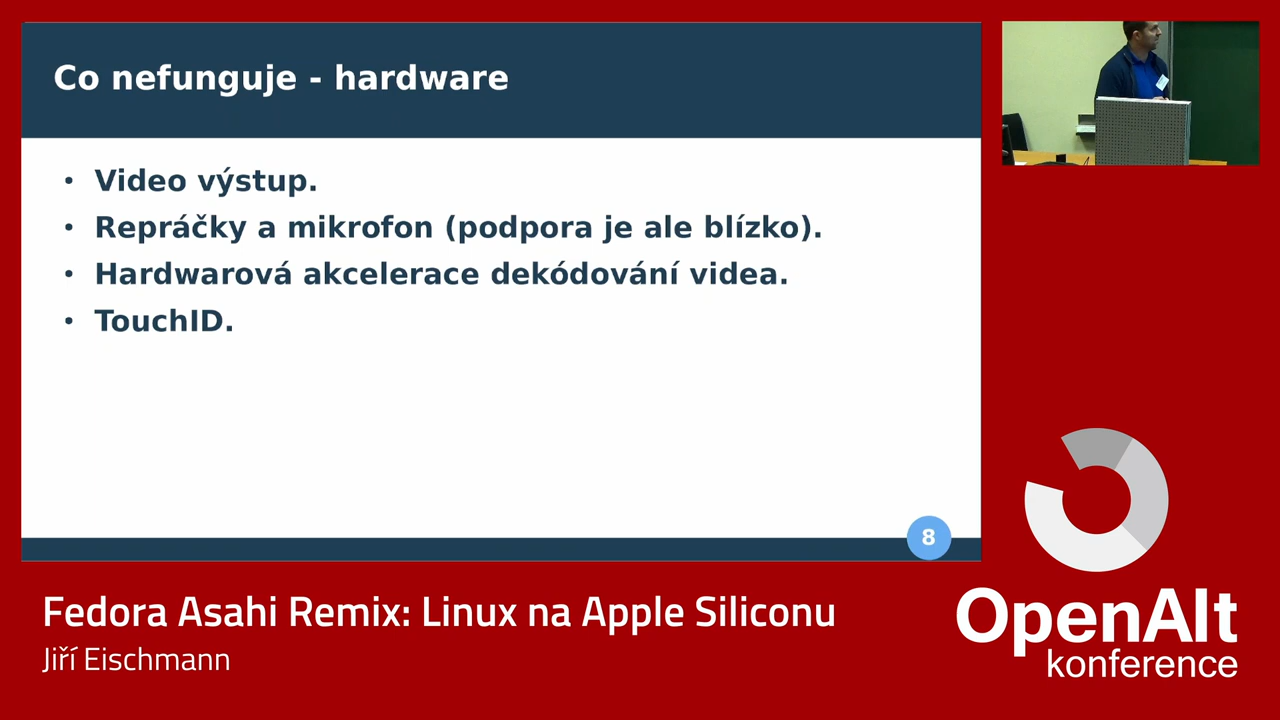 Co nefunguje - hardware
• Video výstup.
• Repráčky a mikrofon (podpora je ale blízko).
• Hardwarová akcelerace dekódování videa.
• TouchID.
8
Fedora Asahi Remix: Linux na Apple Siliconu
Jiří Eischmann
OpenAlt
konference